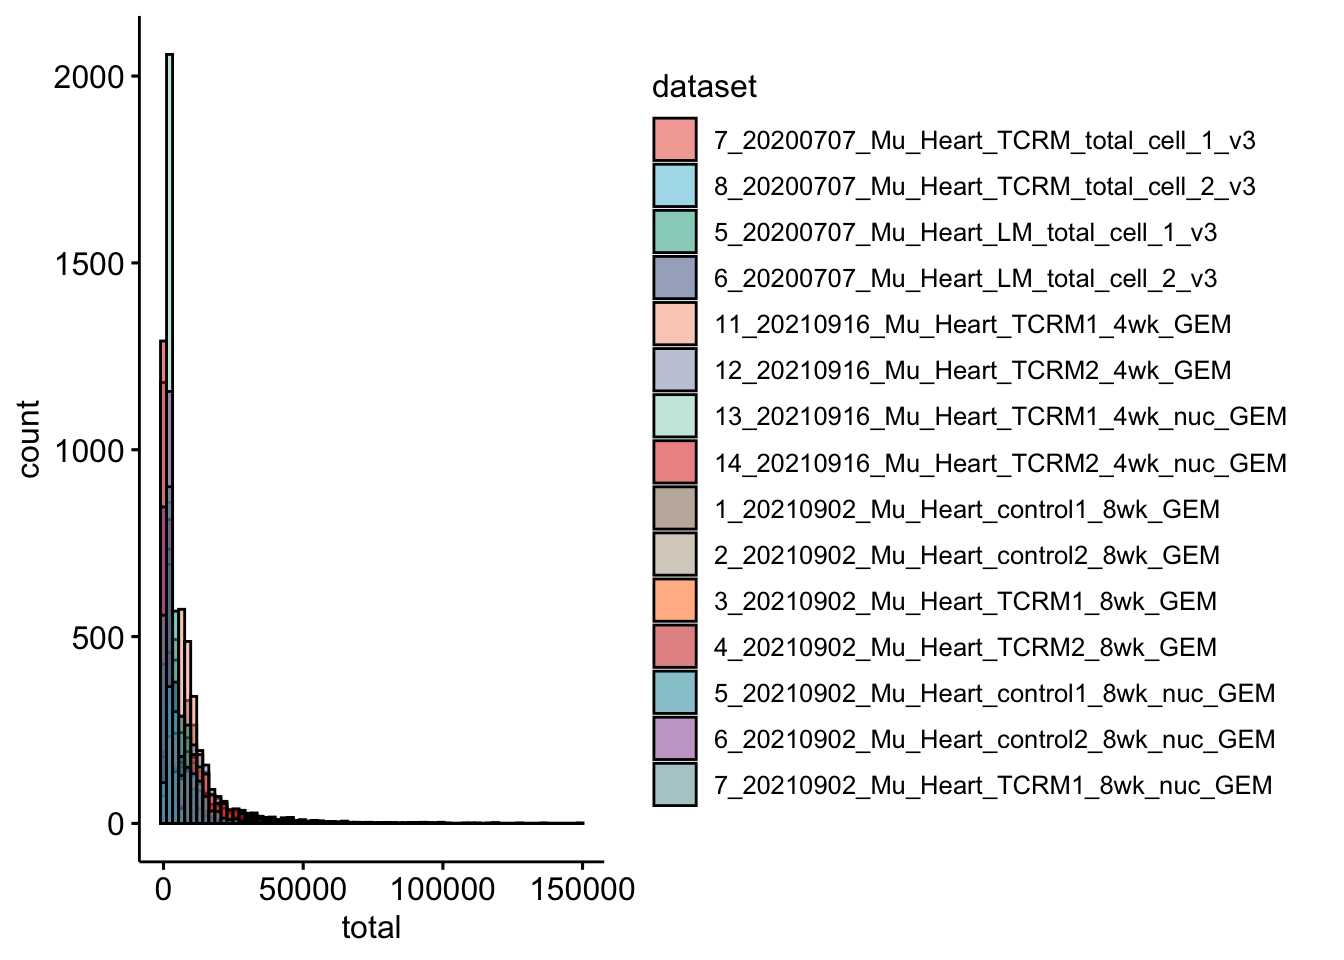 2000
1500
1000
500
0
count
0 50000 100000 150000
total
dataset
7_20200707_Mu_Heart_TCRM_total_cell_1_v3
8_20200707_Mu_Heart_TCRM_total_cell_2_v3
5_20200707_Mu_Heart_LM_total_cell_1_v3
6_20200707_Mu_Heart_LM_total_cell_2_v3
11_20210916_Mu_Heart_TCRM1_4wk_GEM
12_20210916_Mu_Heart_TCRM2_4wk_GEM
13_20210916_Mu_Heart_TCRM1_4wk_nuc_GEM
14_20210916_Mu_Heart_TCRM2_4wk_nuc_GEM
1_20210902_Mu_Heart_control1_8wk_GEM
2_20210902_Mu_Heart_control2_8wk_GEM
3_20210902_Mu_Heart_TCRM1_8wk_GEM
4_20210902_Mu_Heart_TCRM2_8wk_GEM
5_20210902_Mu_Heart_control1_8wk_nuc_GEM
6_20210902_Mu_Heart_control2_8wk_nuc_GEM
7_20210902_Mu_Heart_TCRM1_8wk_nuc_GEM